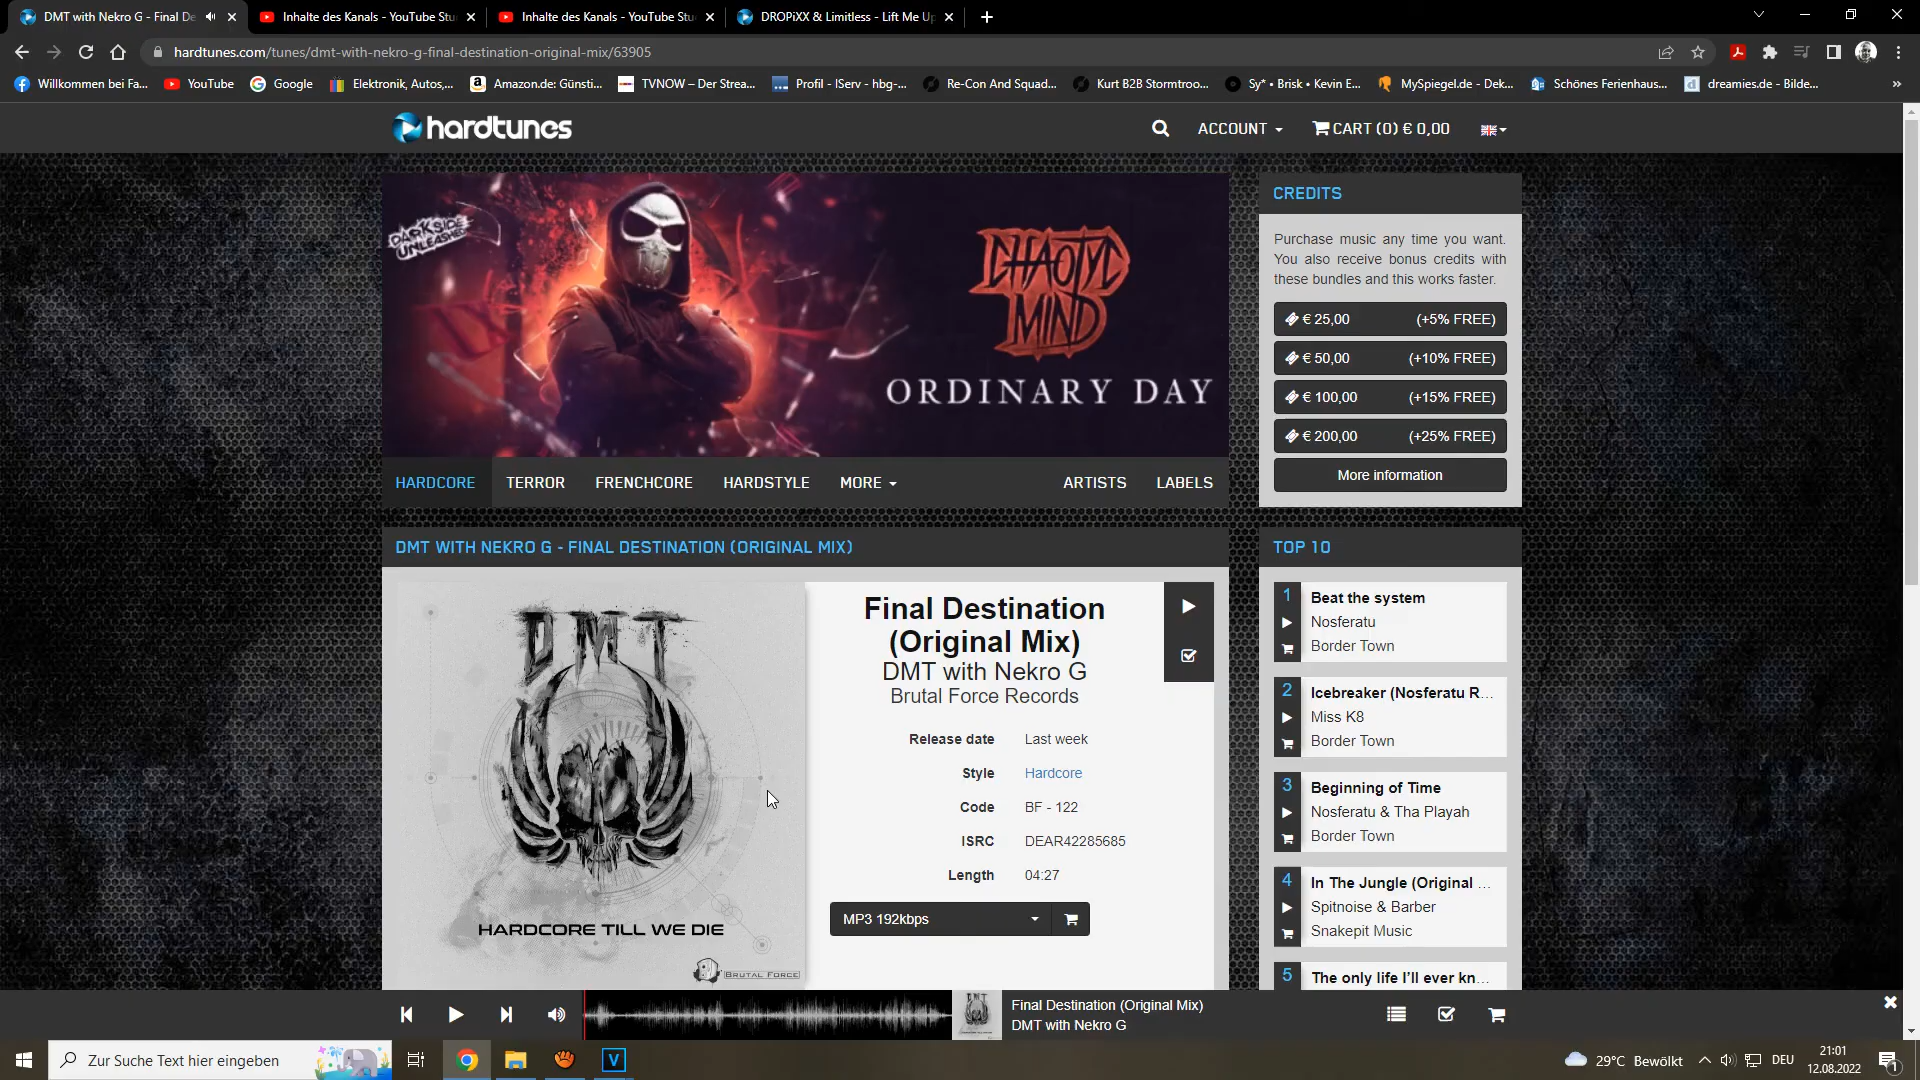 DMT with Nekro G - Final De
Inhalte des Kanals - YouTube Stu
Inhalte des Kanals - YouTube Stu
DROPiXX & Limitless - Lift Me Up
hardtunes.com/tunes/dmt-with-nekro-g-final-destination-original-mix/63905
Willkommen bei Fa...
YouTube
Google
Elektronik, Autos,...
Amazon.de: Günsti...
TVNOW – Der Strea...
Profil - IServ - hbg-...
Re-Con And Squad...
Kurt B2B Stormtroo...
Sy* • Brisk • Kevin E...
MySpiegel.de - Dek...
Schönes Ferienhaus...
dreamies.de - Bilde...
hardtunes
ACCOUNT
CART (0) € 0,00
DARKSIDE
UNLEASHED
CHAOTYC
MIND
ORDINARY DAY
HARDCORE
TERROR
FRENCHCORE
HARDSTYLE
MORE
ARTISTS
LABELS
CREDITS
Purchase music any time you want.
You also receive bonus credits with
these bundles and this works faster.
€ 25,00 (+5% FREE)
€ 50,00 (+10% FREE)
€ 100,00 (+15% FREE)
€ 200,00 (+25% FREE)
More information
DMT WITH NEKRO G - FINAL DESTINATION (ORIGINAL MIX)
DMT
HARDCORE TILL WE DIE
BRUTAL FORCE
Final Destination
(Original Mix)
DMT with Nekro G
Brutal Force Records
Release date Last week
Style Hardcore
Code BF - 122
ISRC DEAR42285685
Length 04:27
MP3 192kbps
TOP 10
1
Beat the system
Nosferatu
Border Town
2
Icebreaker (Nosferatu R...
Miss K8
Border Town
3
Beginning of Time
Nosferatu & Tha Playah
Border Town
4
In The Jungle (Original ...
Spitnoise & Barber
Snakepit Music
5
The only life I'll ever kn...
DMT
Final Destination (Original Mix)
DMT with Nekro G
Zur Suche Text hier eingeben
V
29°C Bewölkt
DEU
21:01
12.08.2022
1